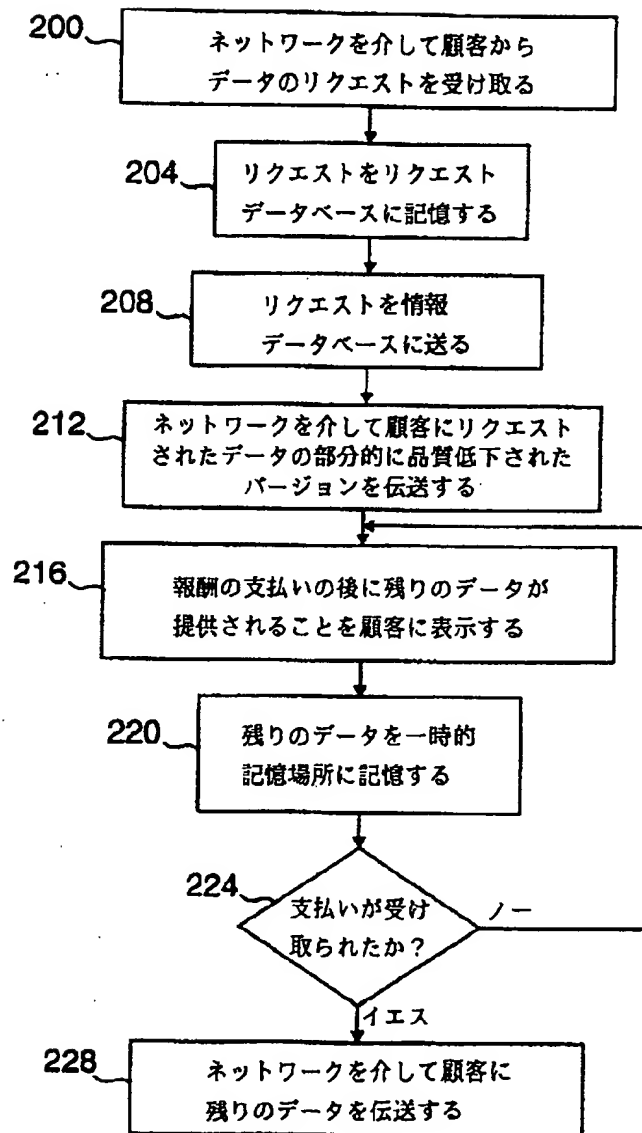 200
ネットワークを介して顧客から
データのリクエストを受け取る
204
リクエストをリクエスト
データベースに記憶する
208
リクエストを情報
データベースに送る
212
ネットワークを介して顧客にリクエスト
されたデータの部分的に品質低下された
バージョンを伝送する
216
報酬の支払いの後に残りのデータが
提供されることを顧客に表示する
220
残りのデータを一時的
記憶場所に記憶する
224
支払いが受け
取られたか？
ノー
イエス
228
ネットワークを介して顧客に
残りのデータを伝送する